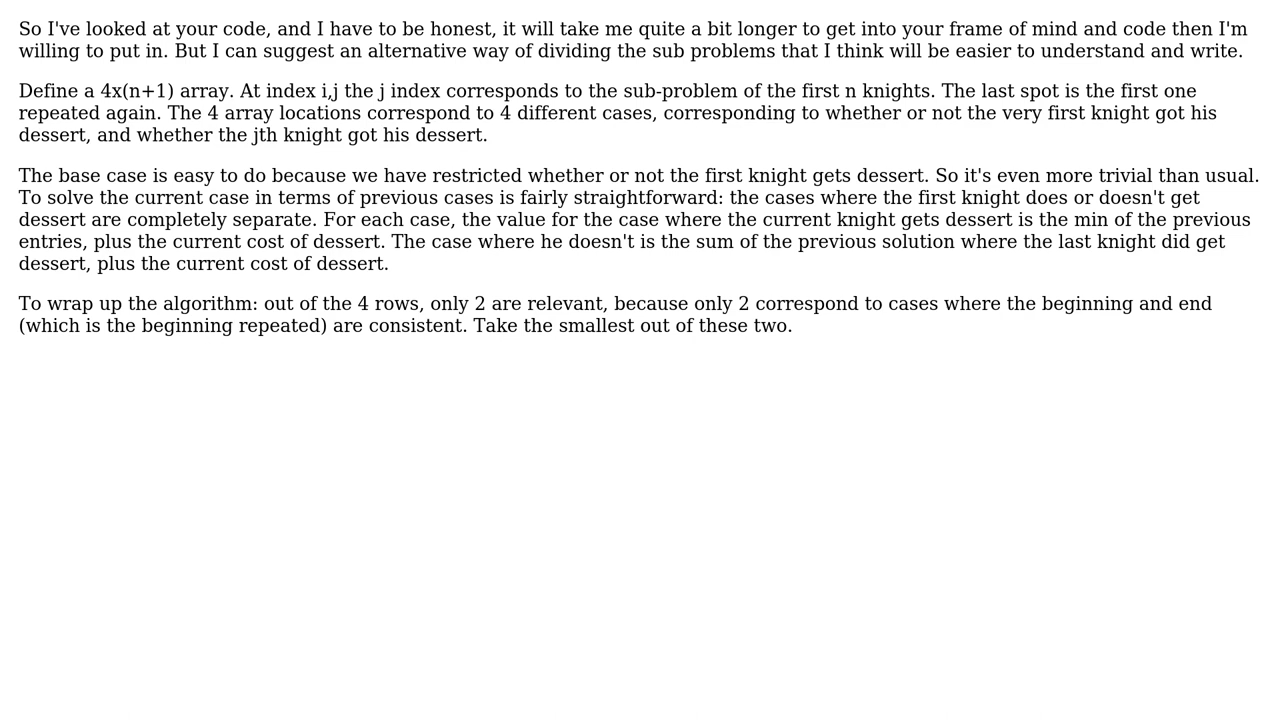 So I've looked at your code, and I have to be honest, it will take me quite a bit longer to get into your frame of mind and code then I'm
willing to put in. But I can suggest an alternative way of dividing the sub problems that I think will be easier to understand and write.
Define a 4x(n+1) array. At index i,j the j index corresponds to the sub-problem of the first n knights. The last spot is the first one
repeated again. The 4 array locations correspond to 4 different cases, corresponding to whether or not the very first knight got his
dessert, and whether the jth knight got his dessert.
The base case is easy to do because we have restricted whether or not the first knight gets dessert. So it's even more trivial than usual.
To solve the current case in terms of previous cases is fairly straightforward: the cases where the first knight does or doesn't get
dessert are completely separate. For each case, the value for the case where the current knight gets dessert is the min of the previous
entries, plus the current cost of dessert. The case where he doesn't is the sum of the previous solution where the last knight did get
dessert, plus the current cost of dessert.
To wrap up the algorithm: out of the 4 rows, only 2 are relevant, because only 2 correspond to cases where the beginning and end
(which is the beginning repeated) are consistent. Take the smallest out of these two.